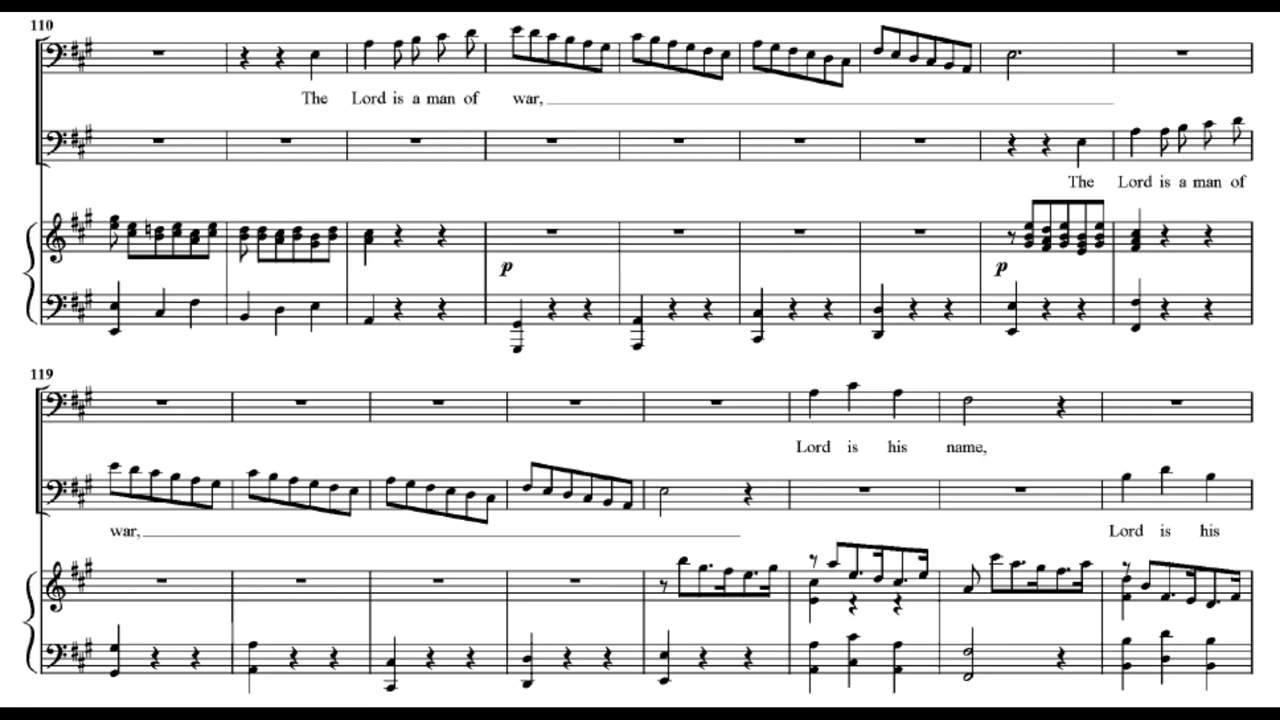 110
The Lord is a man of war,
The Lord is a man of
p p
119
Lord is his name,
war, Lord is his